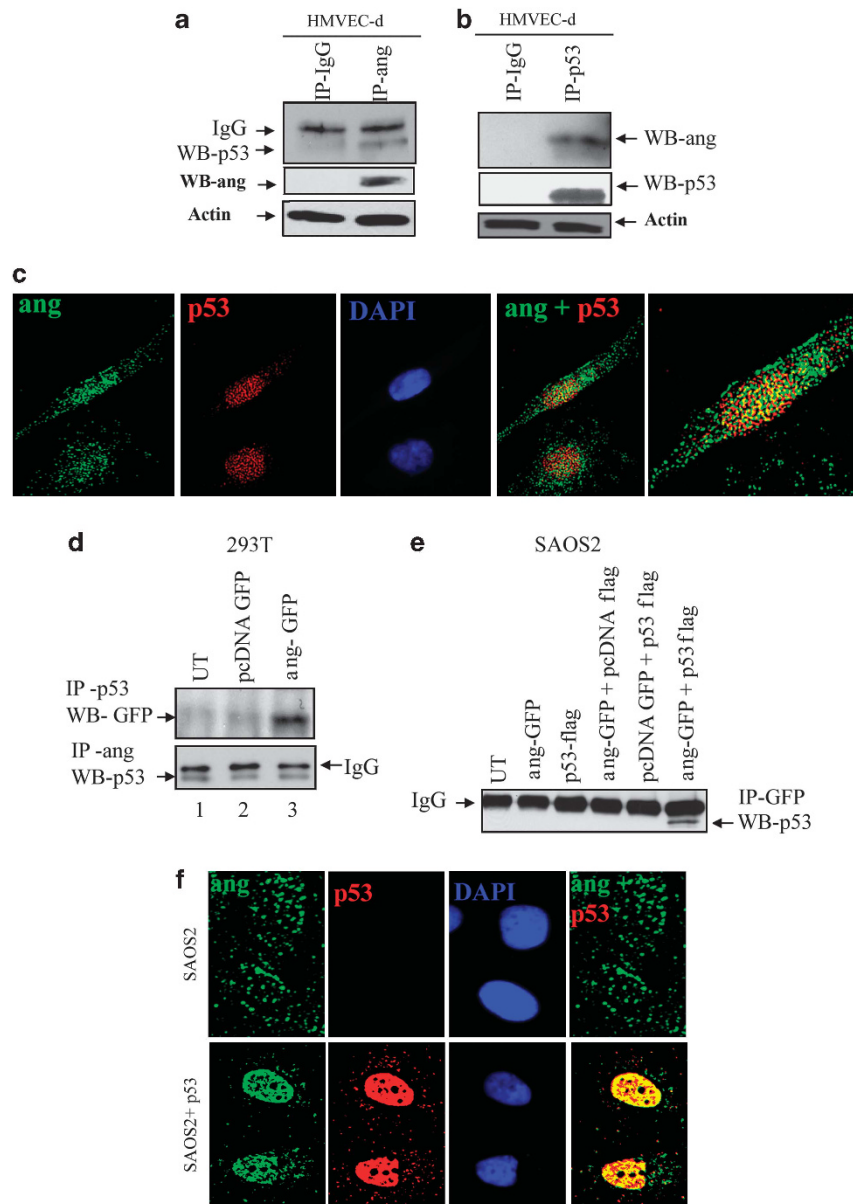 a
HMVEC-d
IP-IgG
IP-ang
IgG
WB-p53
WB-ang
Actin
b
HMVEC-d
IP-IgG
IP-p53
WB-ang
WB-p53
Actin
c
ang
p53
DAPI
ang + p53
d
293T
UT
pcDNA GFP
ang- GFP
IP -p53
WB- GFP
IP -ang
WB-p53
IgG
1 2 3
e
SAOS2
UT
ang-GFP
p53-flag
ang-GFP + pcDNA flag
pcDNA GFP + p53 flag
ang-GFP + p53flag
IgG
IP-GFP
WB-p53
f
ang
p53
DAPI
ang +
p53
SAOS2
SAOS2+ p53